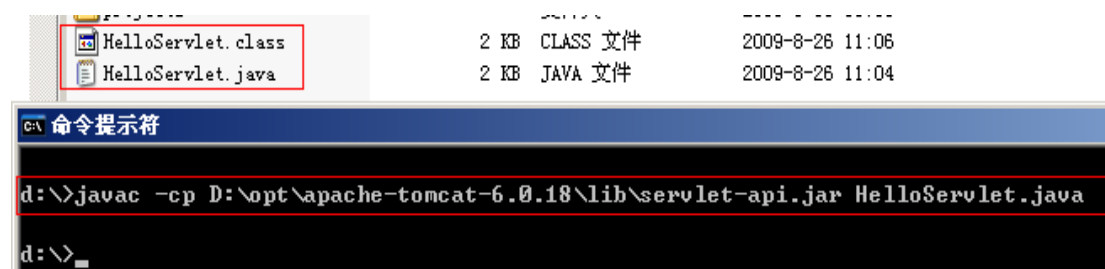 HelloServlet.class 2 KB CLASS 文件 2009-8-26 11:06
HelloServlet.java 2 KB JAVA 文件 2009-8-26 11:04
命令提示符
d:\>javac -cp D:\opt\apache-tomcat-6.0.18\lib\servlet-api.jar HelloServlet.java
d:\>_